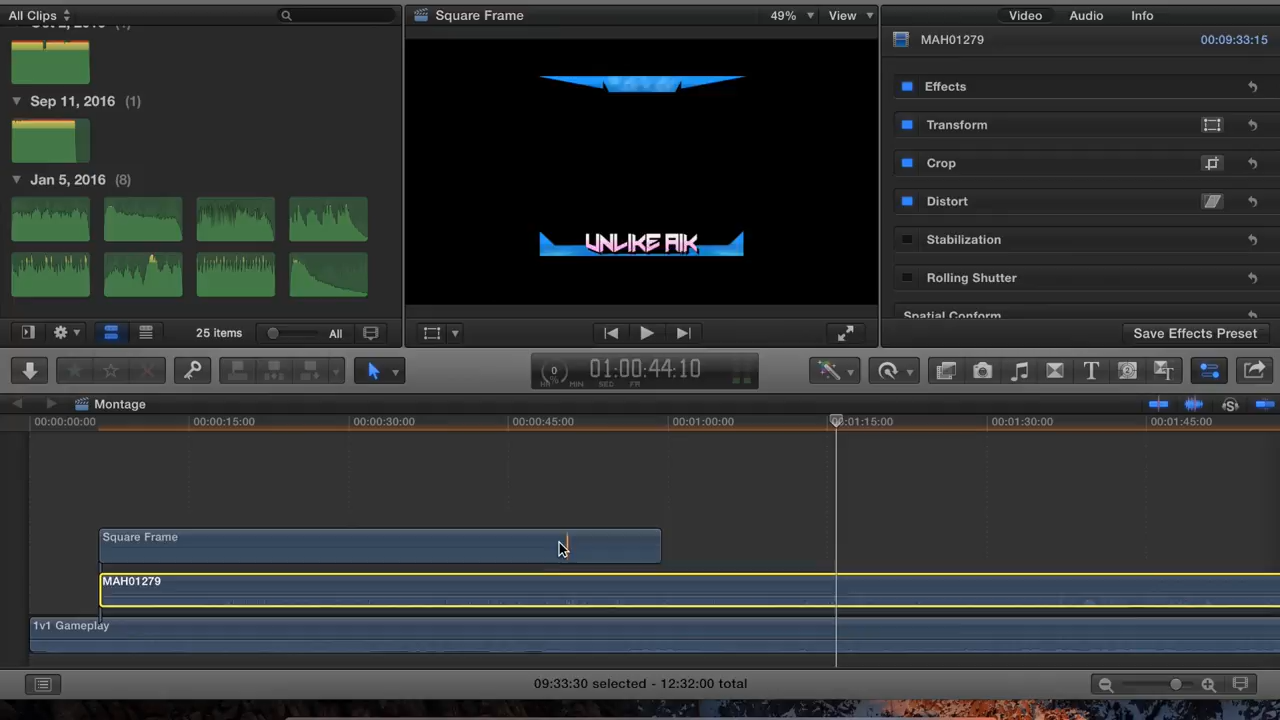 All Clips
Square Frame
49%
View
Video
Audio
Info
MAH01279
00:09:33:15
Sep 11, 2016 (1)
Jan 5, 2016 (8)
UNLIKE AIK
Effects
Transform
Crop
Distort
Stabilization
Rolling Shutter
Spatial Conform
25 items
All
Save Effects Preset
0
HR
MIN
SEC
FR
01:00:44:10
Montage
00:00:00:00
00:00:15:00
00:00:30:00
00:00:45:00
00:01:00:00
00:01:15:00
00:01:30:00
00:01:45:00
Square Frame
MAH01279
1v1 Gameplay
09:33:30 selected - 12:32:00 total